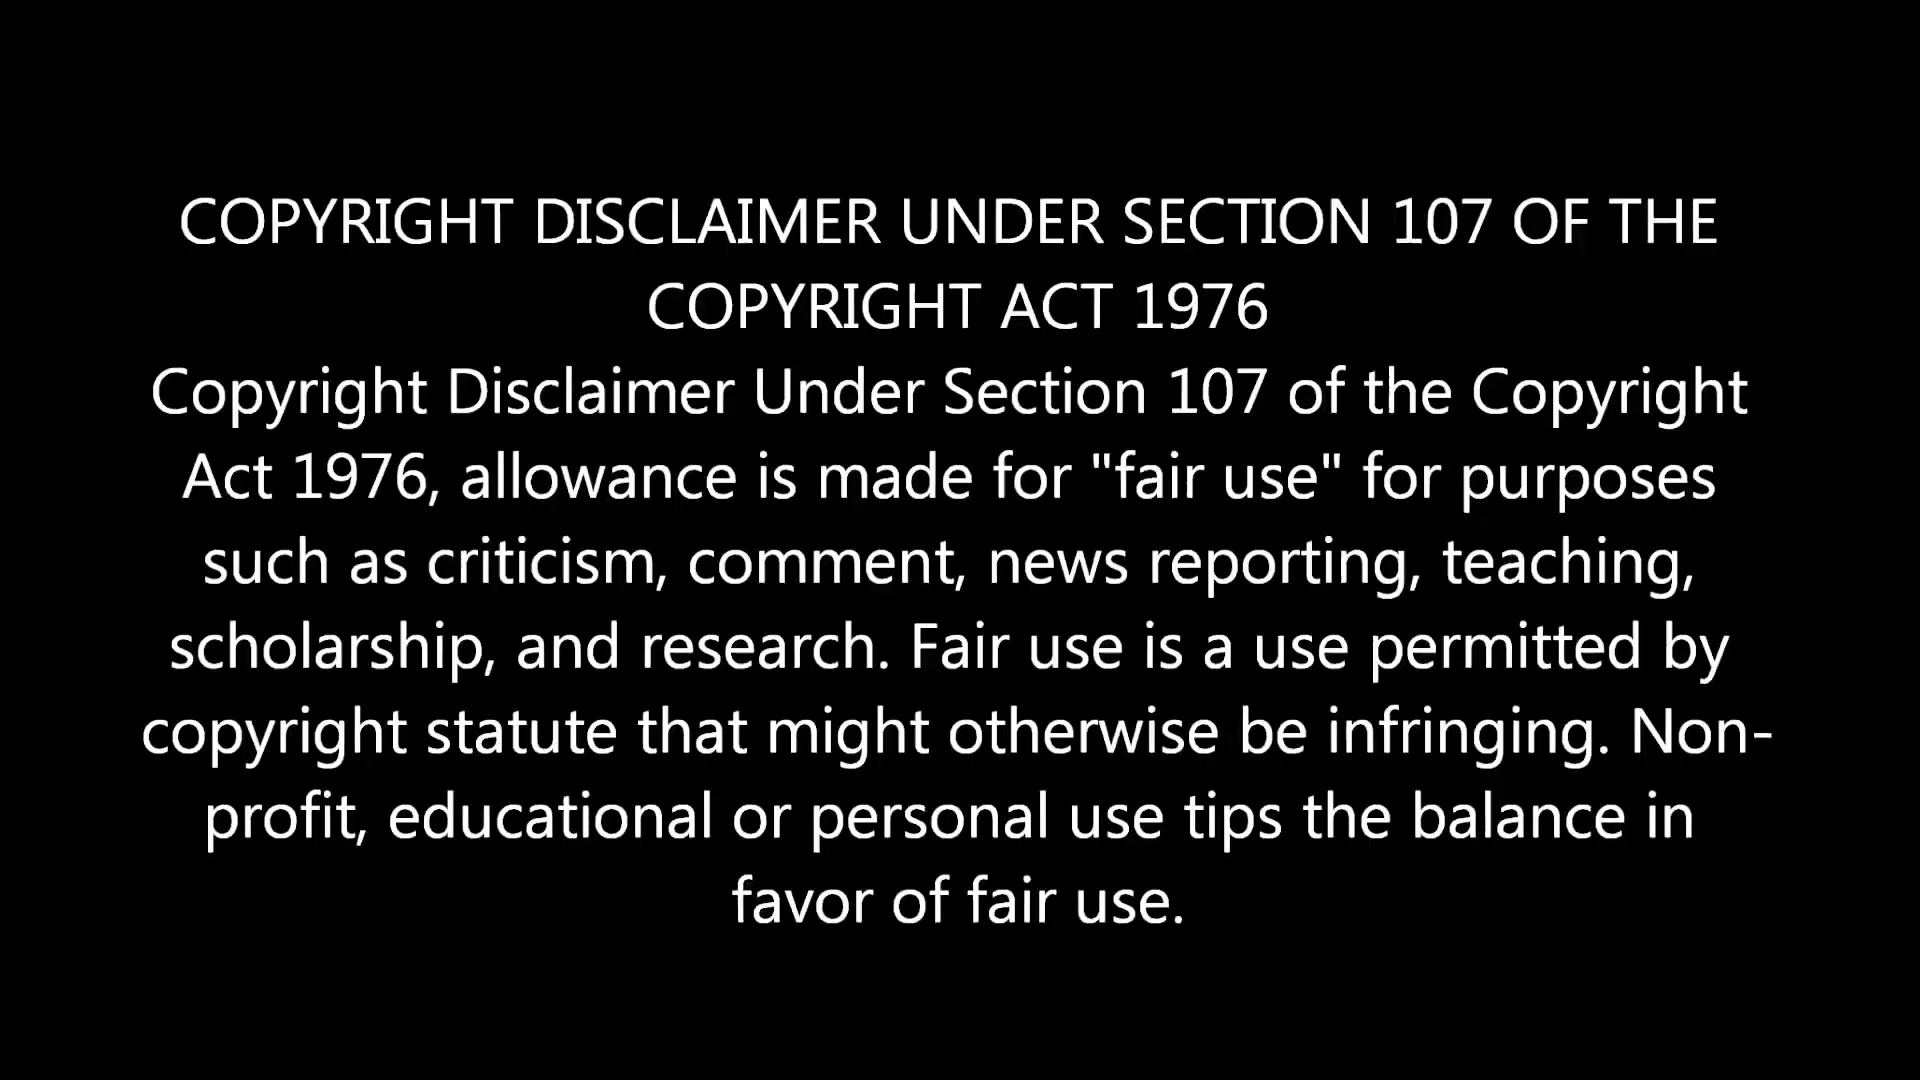 COPYRIGHT DISCLAIMER UNDER SECTION 107 OF THE
COPYRIGHT ACT 1976
Copyright Disclaimer Under Section 107 of the Copyright
Act 1976, allowance is made for "fair use" for purposes
such as criticism, comment, news reporting, teaching,
scholarship, and research. Fair use is a use permitted by
copyright statute that might otherwise be infringing. Non-
profit, educational or personal use tips the balance in
favor of fair use.